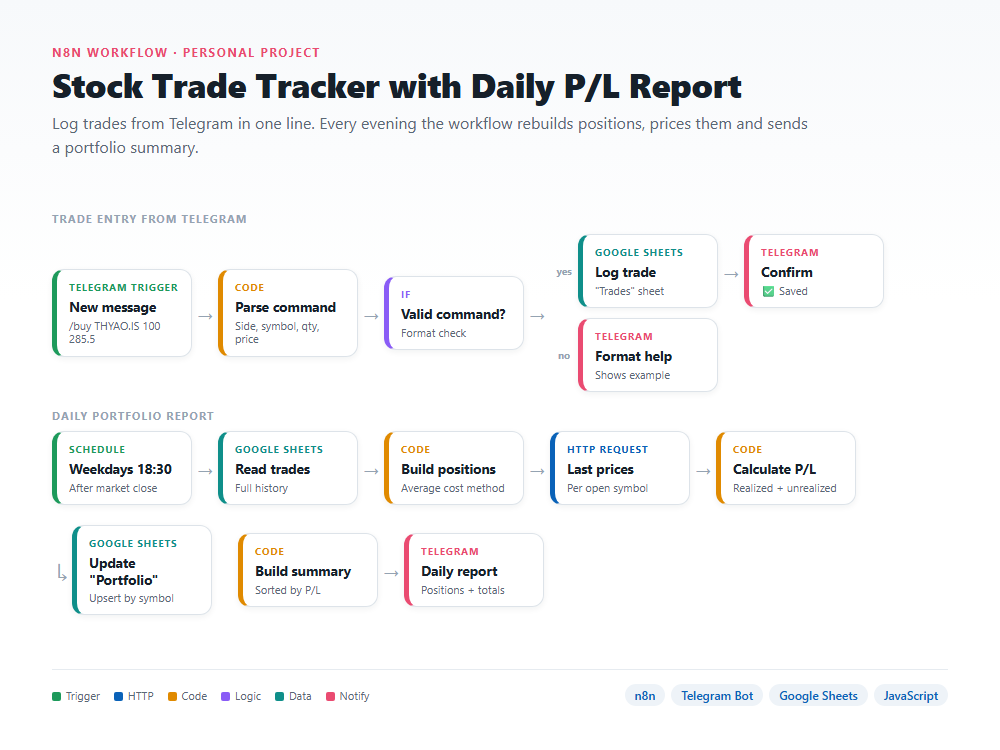 N8N WORKFLOW · PERSONAL PROJECT
Stock Trade Tracker with Daily P/L Report
Log trades from Telegram in one line. Every evening the workflow rebuilds positions, prices them and sends
a portfolio summary.
TRADE ENTRY FROM TELEGRAM
TELEGRAM TRIGGER
New message
/buy THYAO.IS 100
285.5
→
CODE
Parse command
Side, symbol, qty,
price
→
IF
Valid command?
Format check
→
yes
GOOGLE SHEETS
Log trade
"Trades" sheet
→
TELEGRAM
Confirm
✅ Saved
no
TELEGRAM
Format help
Shows example
DAILY PORTFOLIO REPORT
SCHEDULE
Weekdays 18:30
After market close
→
GOOGLE SHEETS
Read trades
Full history
→
CODE
Build positions
Average cost method
→
HTTP REQUEST
Last prices
Per open symbol
→
CODE
Calculate P/L
Realized + unrealized
↳
GOOGLE SHEETS
Update
"Portfolio"
Upsert by symbol
CODE
Build summary
Sorted by P/L
→
TELEGRAM
Daily report
Positions + totals
Trigger
HTTP
Code
Logic
Data
Notify
n8n
Telegram Bot
Google Sheets
JavaScript